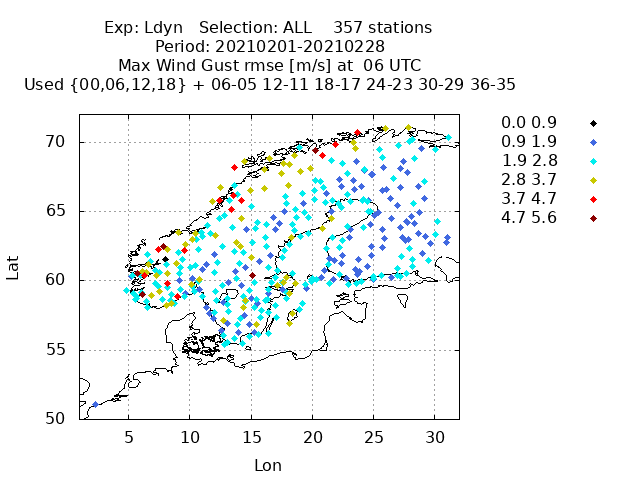 Exp: Ldyn   Selection: ALL    357 stations
Period: 20210201-20210228
Max Wind Gust rmse [m/s] at  06 UTC
Used {00,06,12,18} + 06-05 12-11 18-17 24-23 30-29 36-35
0.0 0.9
0.9 1.9
1.9 2.8
2.8 3.7
3.7 4.7
4.7 5.6
70
65
60
55
50
Lat
5 10 15 20 25 30
Lon